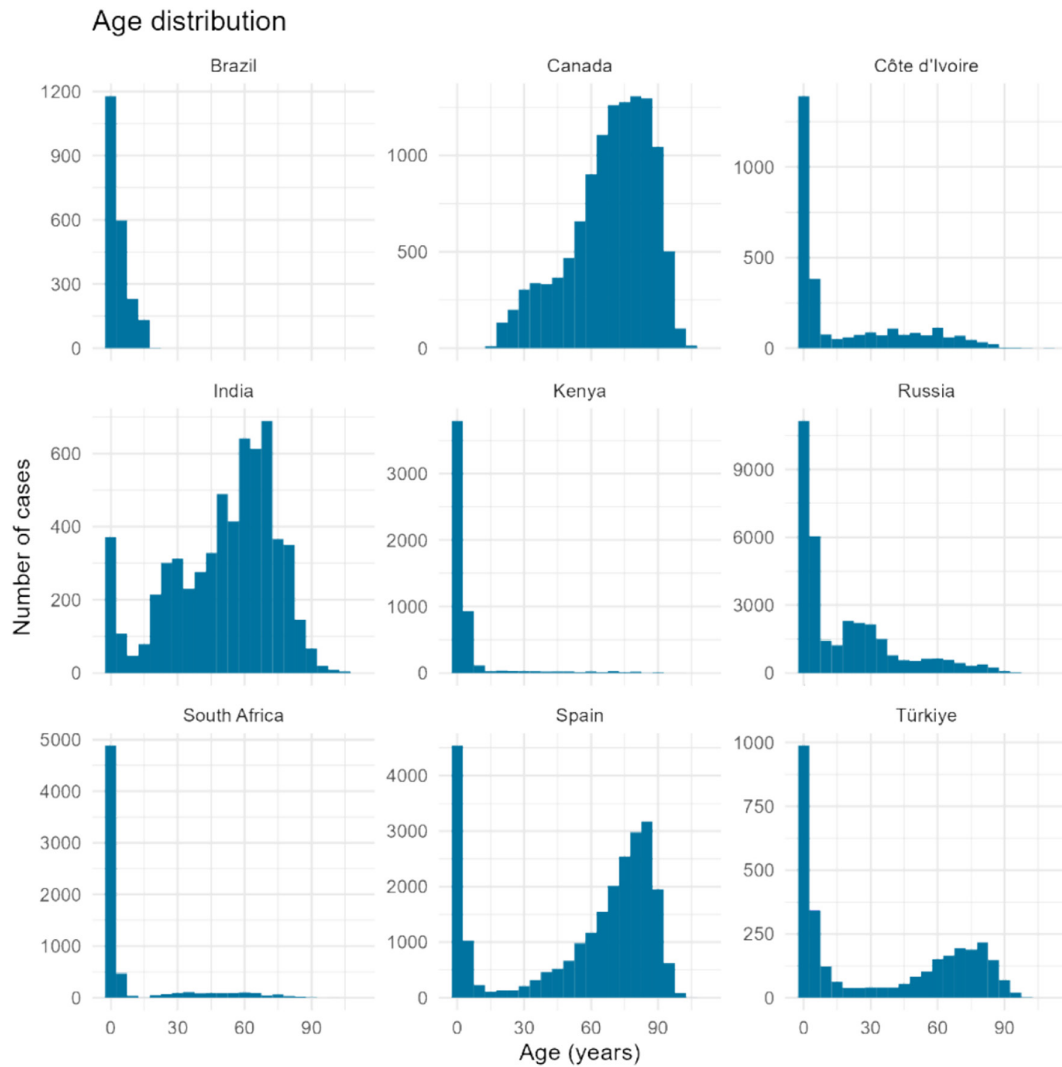 Age distribution
Brazil
Canada
Côte d'Ivoire
1200
900
600
300
0
1000
500
0
1000
500
0
India
Kenya
Russia
Number of cases
600
400
200
0
3000
2000
1000
0
9000
6000
3000
0
South Africa
Spain
Türkiye
5000
4000
3000
2000
1000
0
4000
3000
2000
1000
0
1000
750
500
250
0
0 30 60 90
0 30 60 90
0 30 60 90
Age (years)